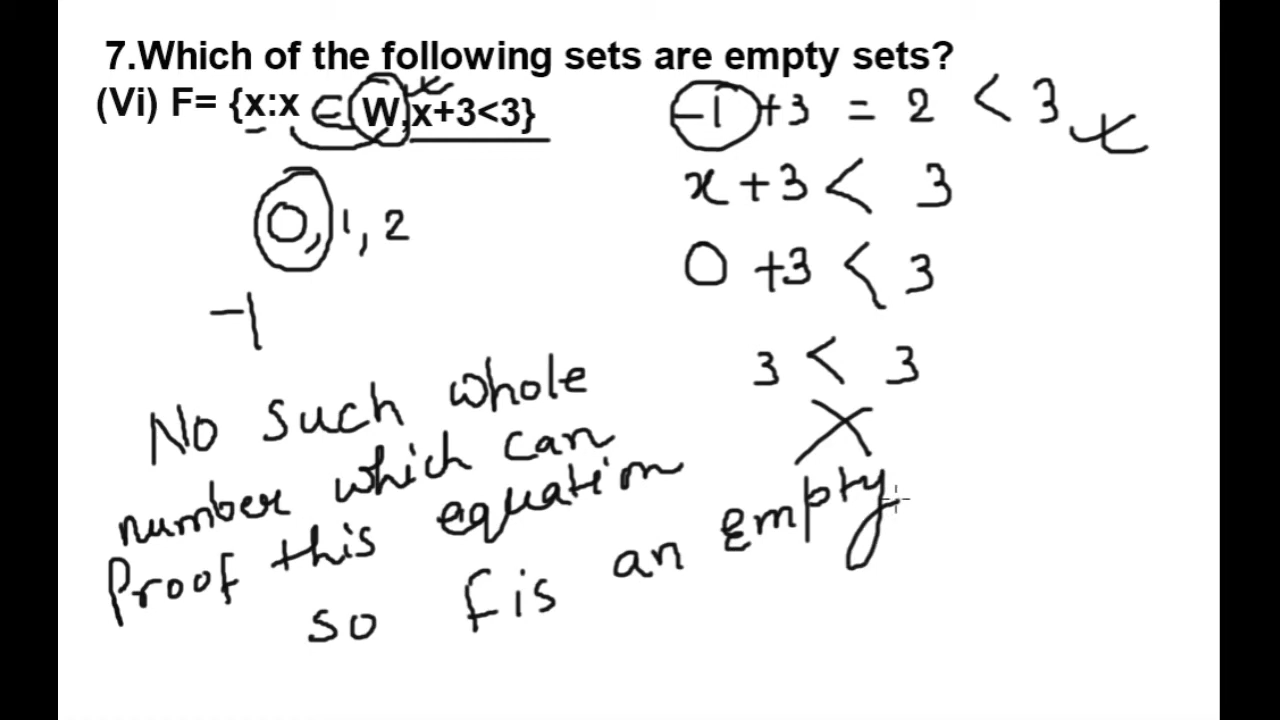 7.Which of the following sets are empty sets?
(Vi) F= {x:x ∈ W,x+3<3}
-1 +3 = 2 < 3
x +3 < 3
0, 1, 2
0 +3 < 3
-1
3 < 3
No such whole
number which can
Proof this equation
so F is an empty